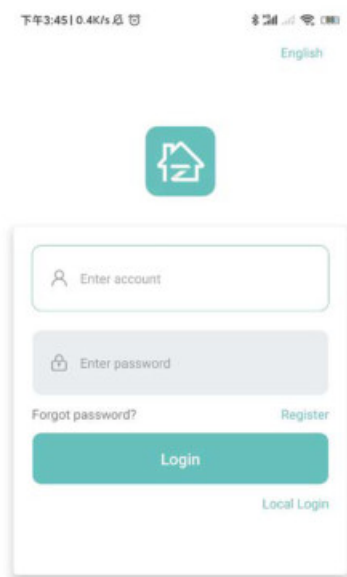 下午3:45 | 0.4K/s
English
Enter account
Enter password
Forgot password?
Register
Login
Local Login